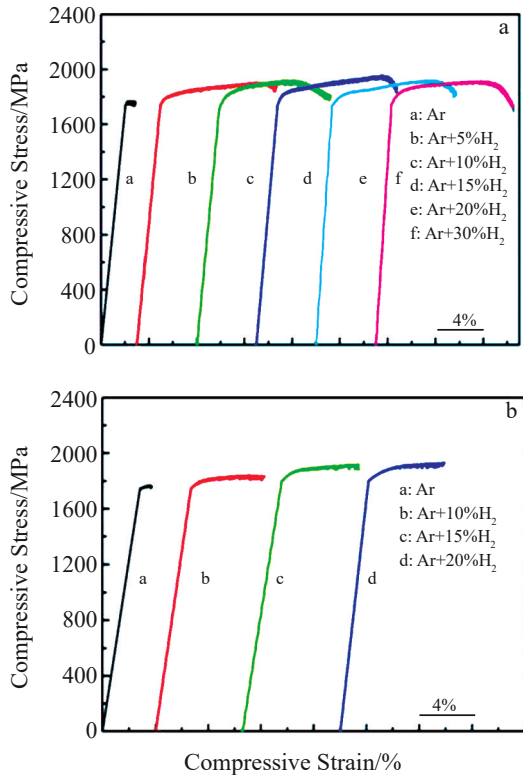 2400
2000
1600
1200
800
400
0
Compressive Stress/MPa
a
a
b
c
d
e
f
a: Ar
b: Ar+5%H₂
c: Ar+10%H₂
d: Ar+15%H₂
e: Ar+20%H₂
f: Ar+30%H₂
4%
2400
2000
1600
1200
800
400
0
Compressive Stress/MPa
b
a
b
c
d
a: Ar
b: Ar+10%H₂
c: Ar+15%H₂
d: Ar+20%H₂
4%
Compressive Strain/%